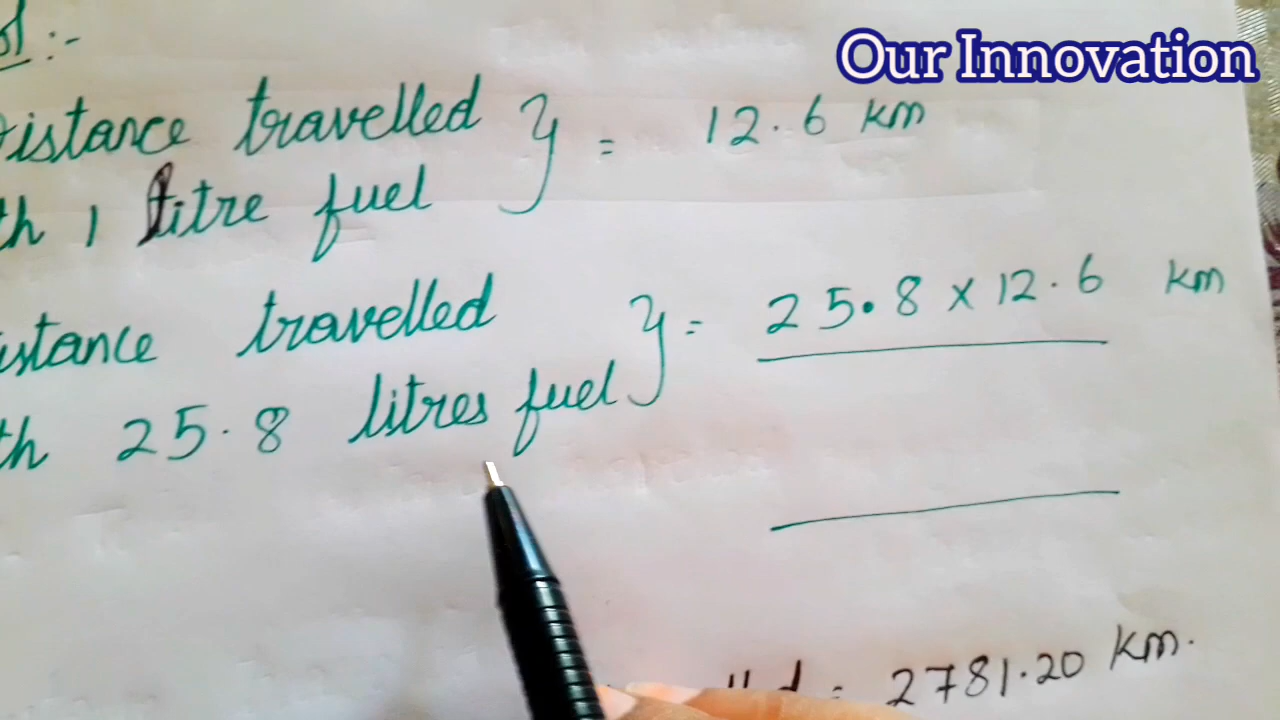 Our Innovation
:-
Distance travelled } = 12.6 km
th 1 litre fuel
istance travelled } = 25.8 x 12.6 km
th 25.8 litres fuel
= 2781.20 km.